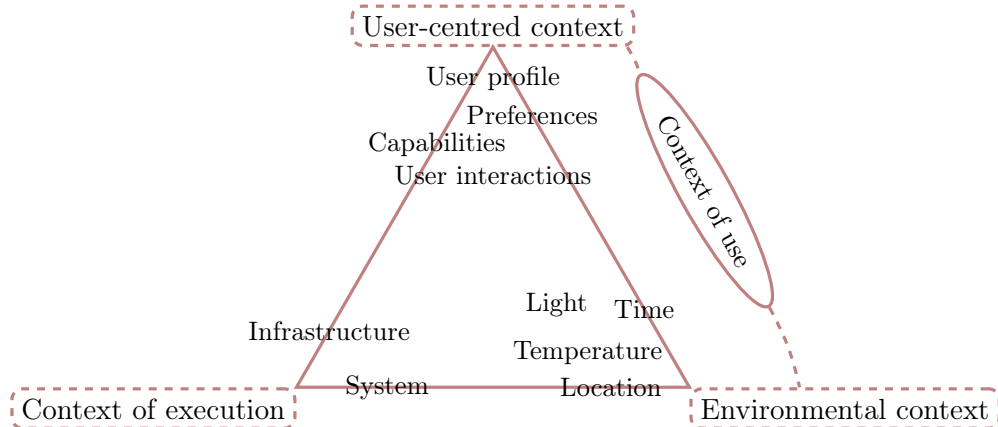 User-centred context
User profile
Preferences
Capabilities
User interactions
Context of use
Light
Time
Infrastructure
Temperature
System
Location
Context of execution
Environmental context